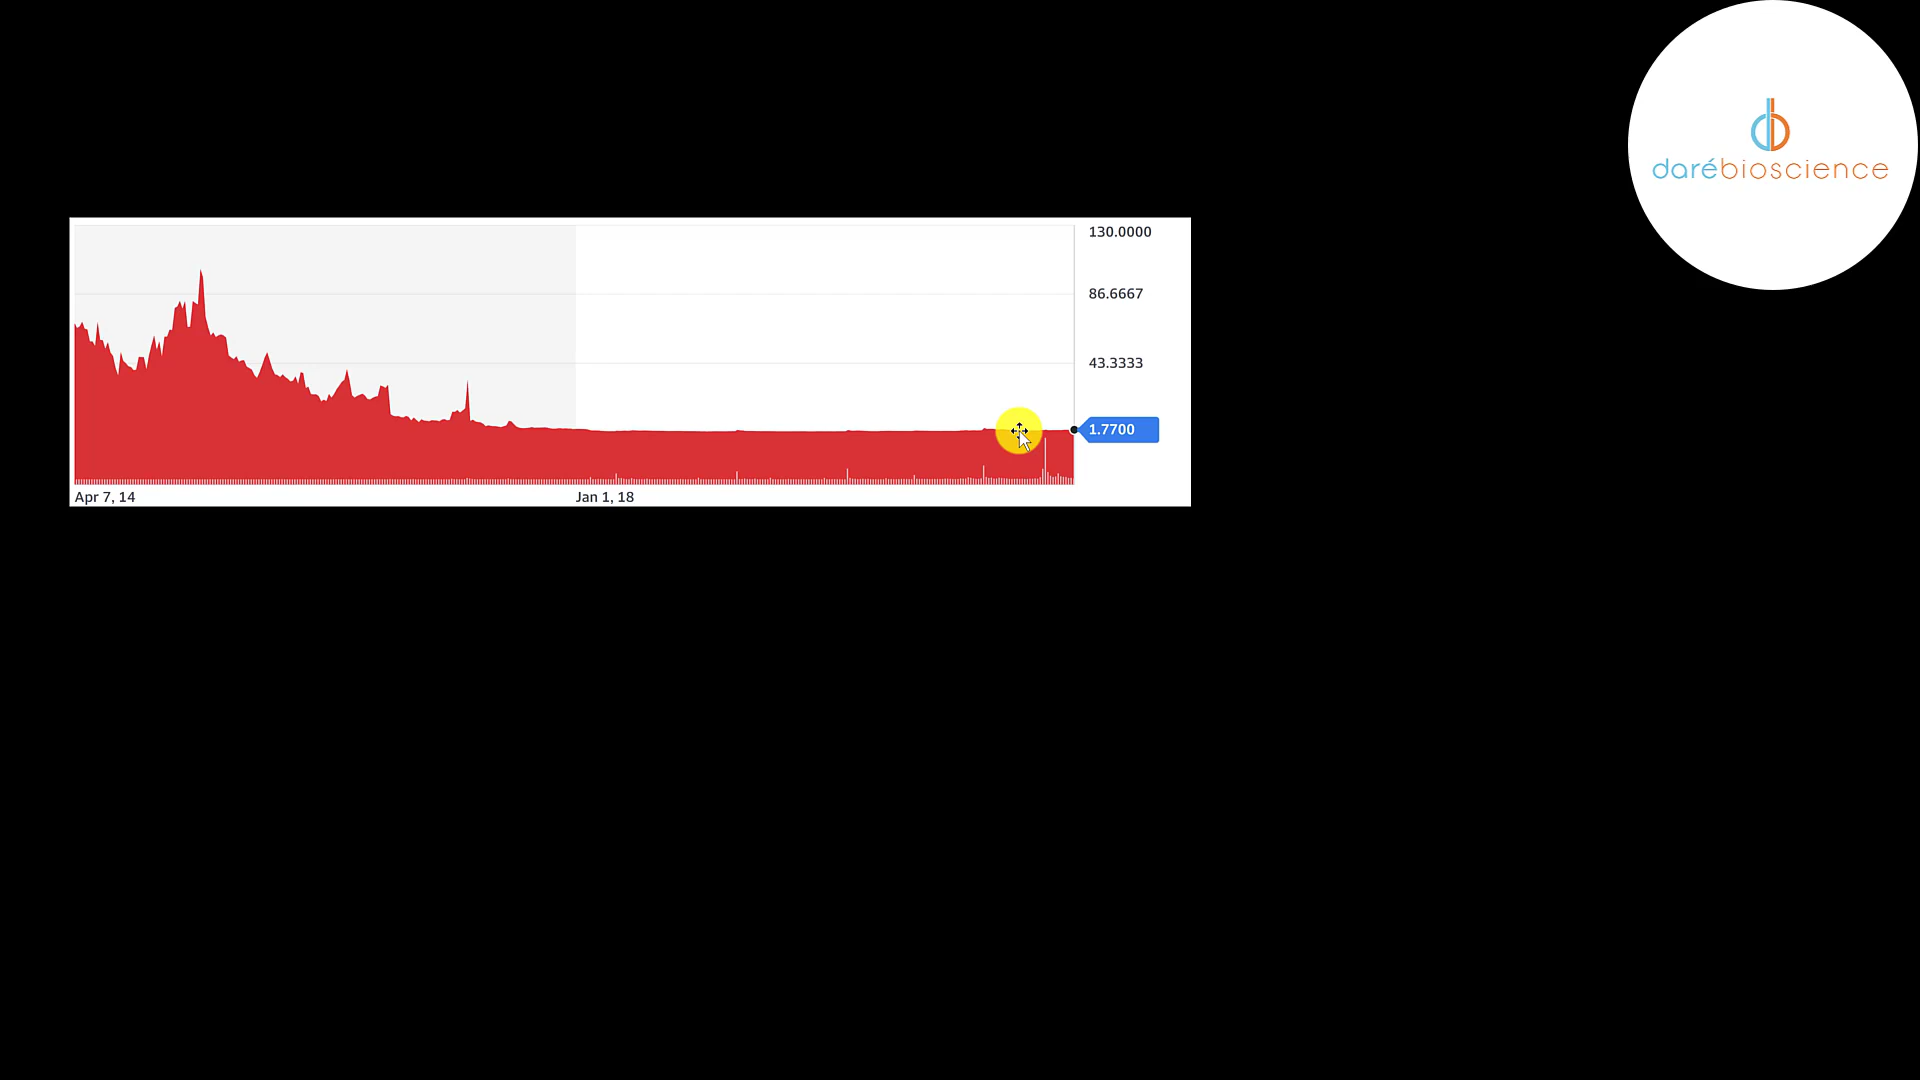 darébioscience
130.0000
86.6667
43.3333
1.7700
Apr 7, 14
Jan 1, 18